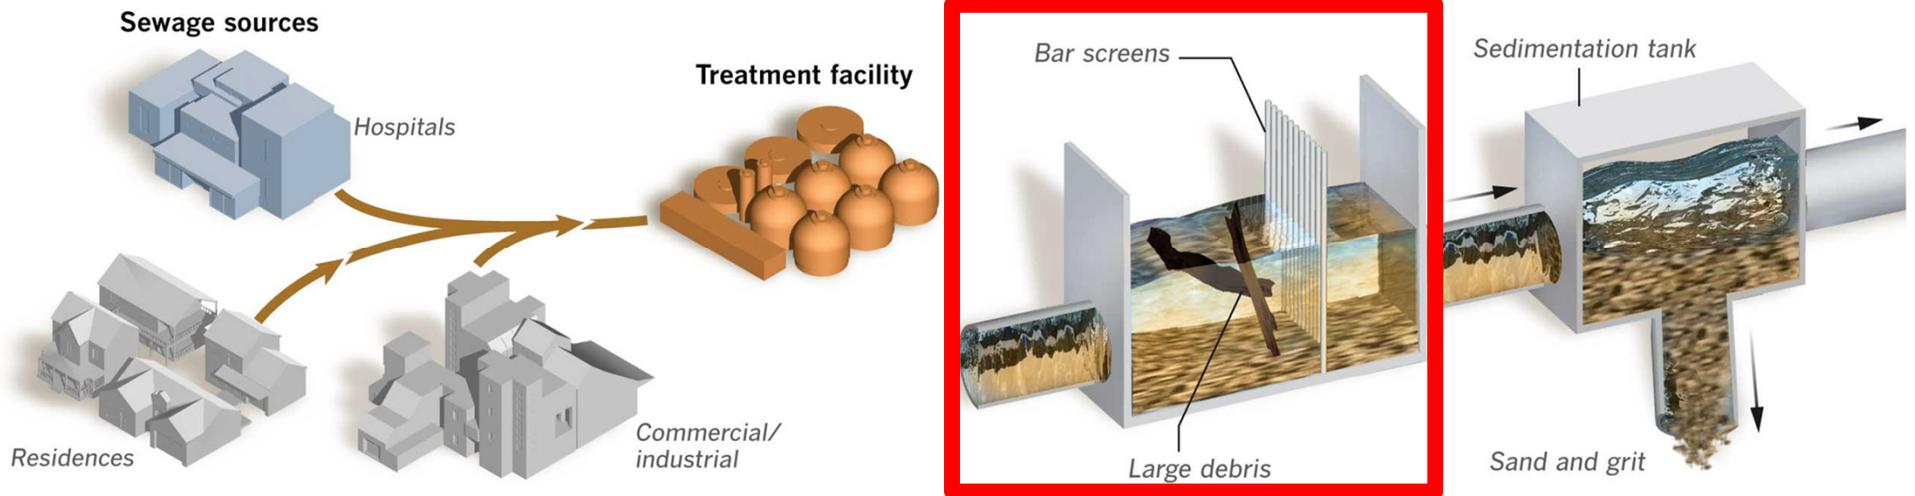 Sewage sources
Hospitals
Residences
Commercial/
industrial
Treatment facility
Bar screens
Large debris
Sedimentation tank
Sand and grit